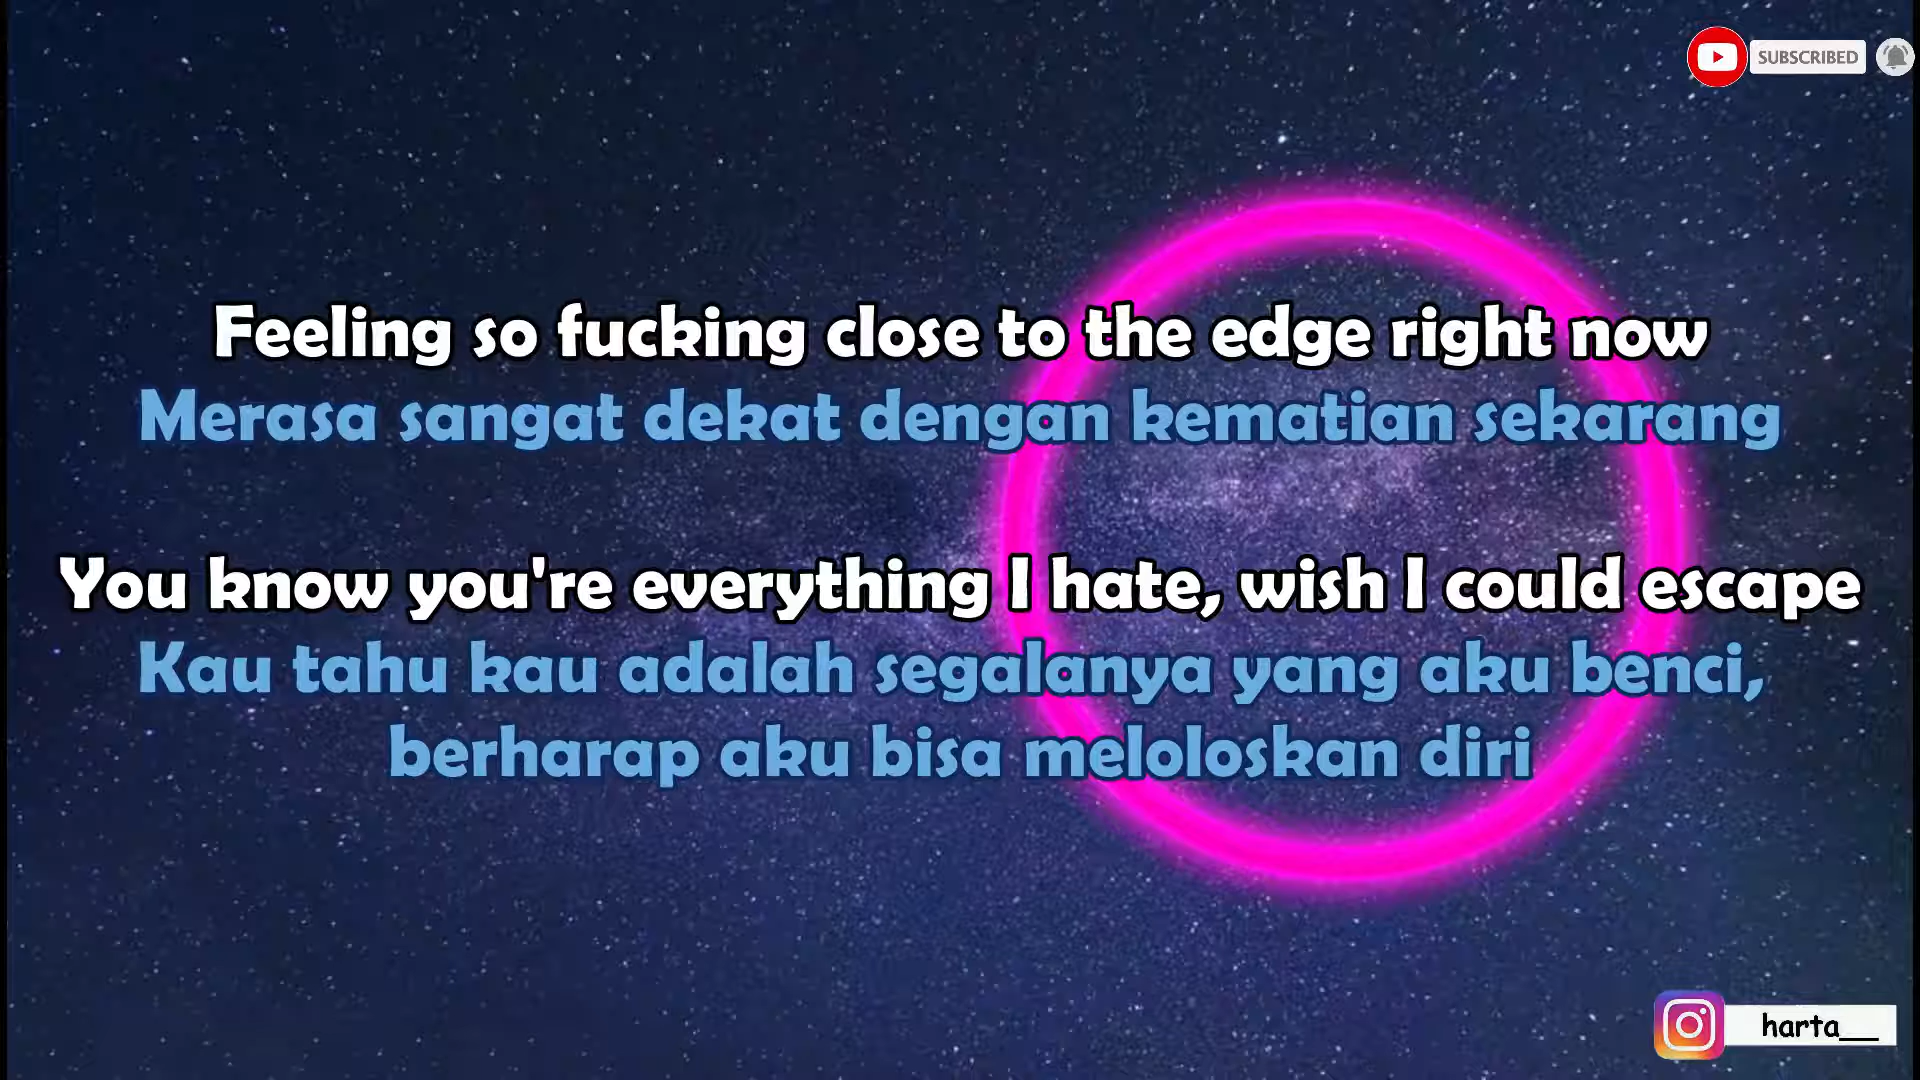 SUBSCRIBED
Feeling so fucking close to the edge right now
Merasa sangat dekat dengan kematian sekarang
You know you're everything I hate, wish I could escape
Kau tahu kau adalah segalanya yang aku benci,
berharap aku bisa meloloskan diri
harta__